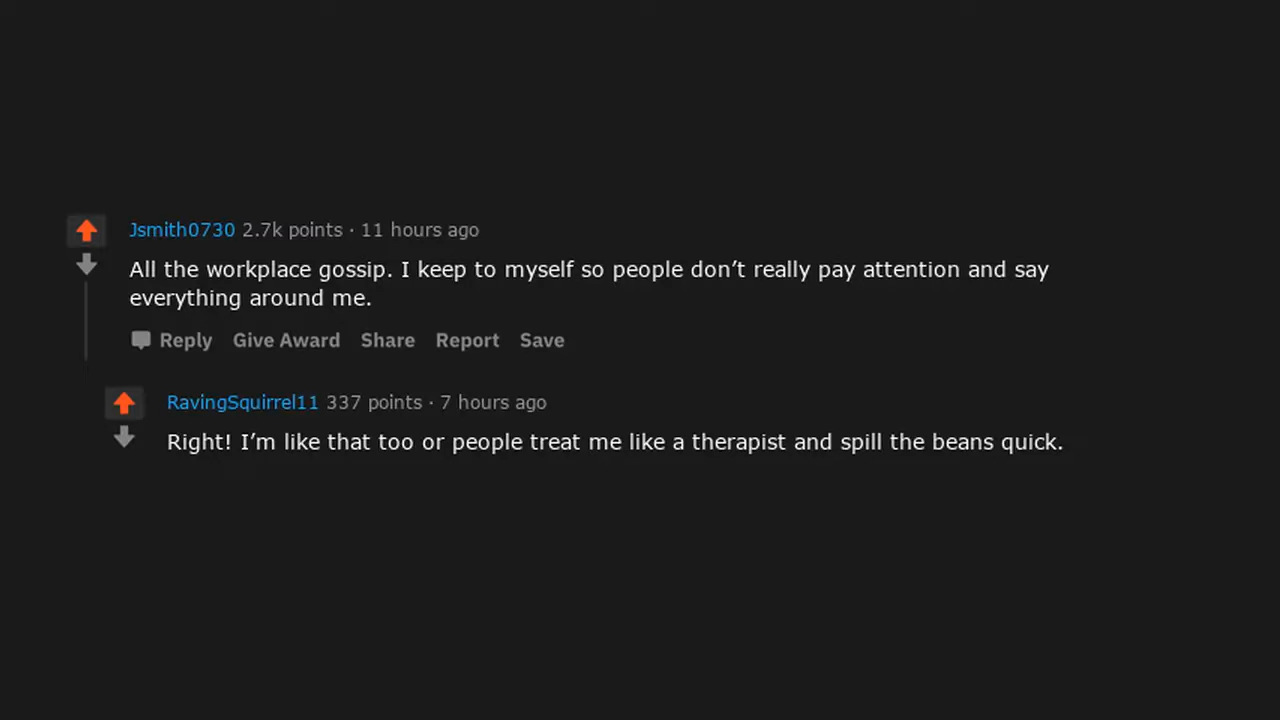 Jsmith0730 2.7k points · 11 hours ago
All the workplace gossip. I keep to myself so people don’t really pay attention and say
everything around me.
Reply Give Award Share Report Save
RavingSquirrel11 337 points · 7 hours ago
Right! I’m like that too or people treat me like a therapist and spill the beans quick.